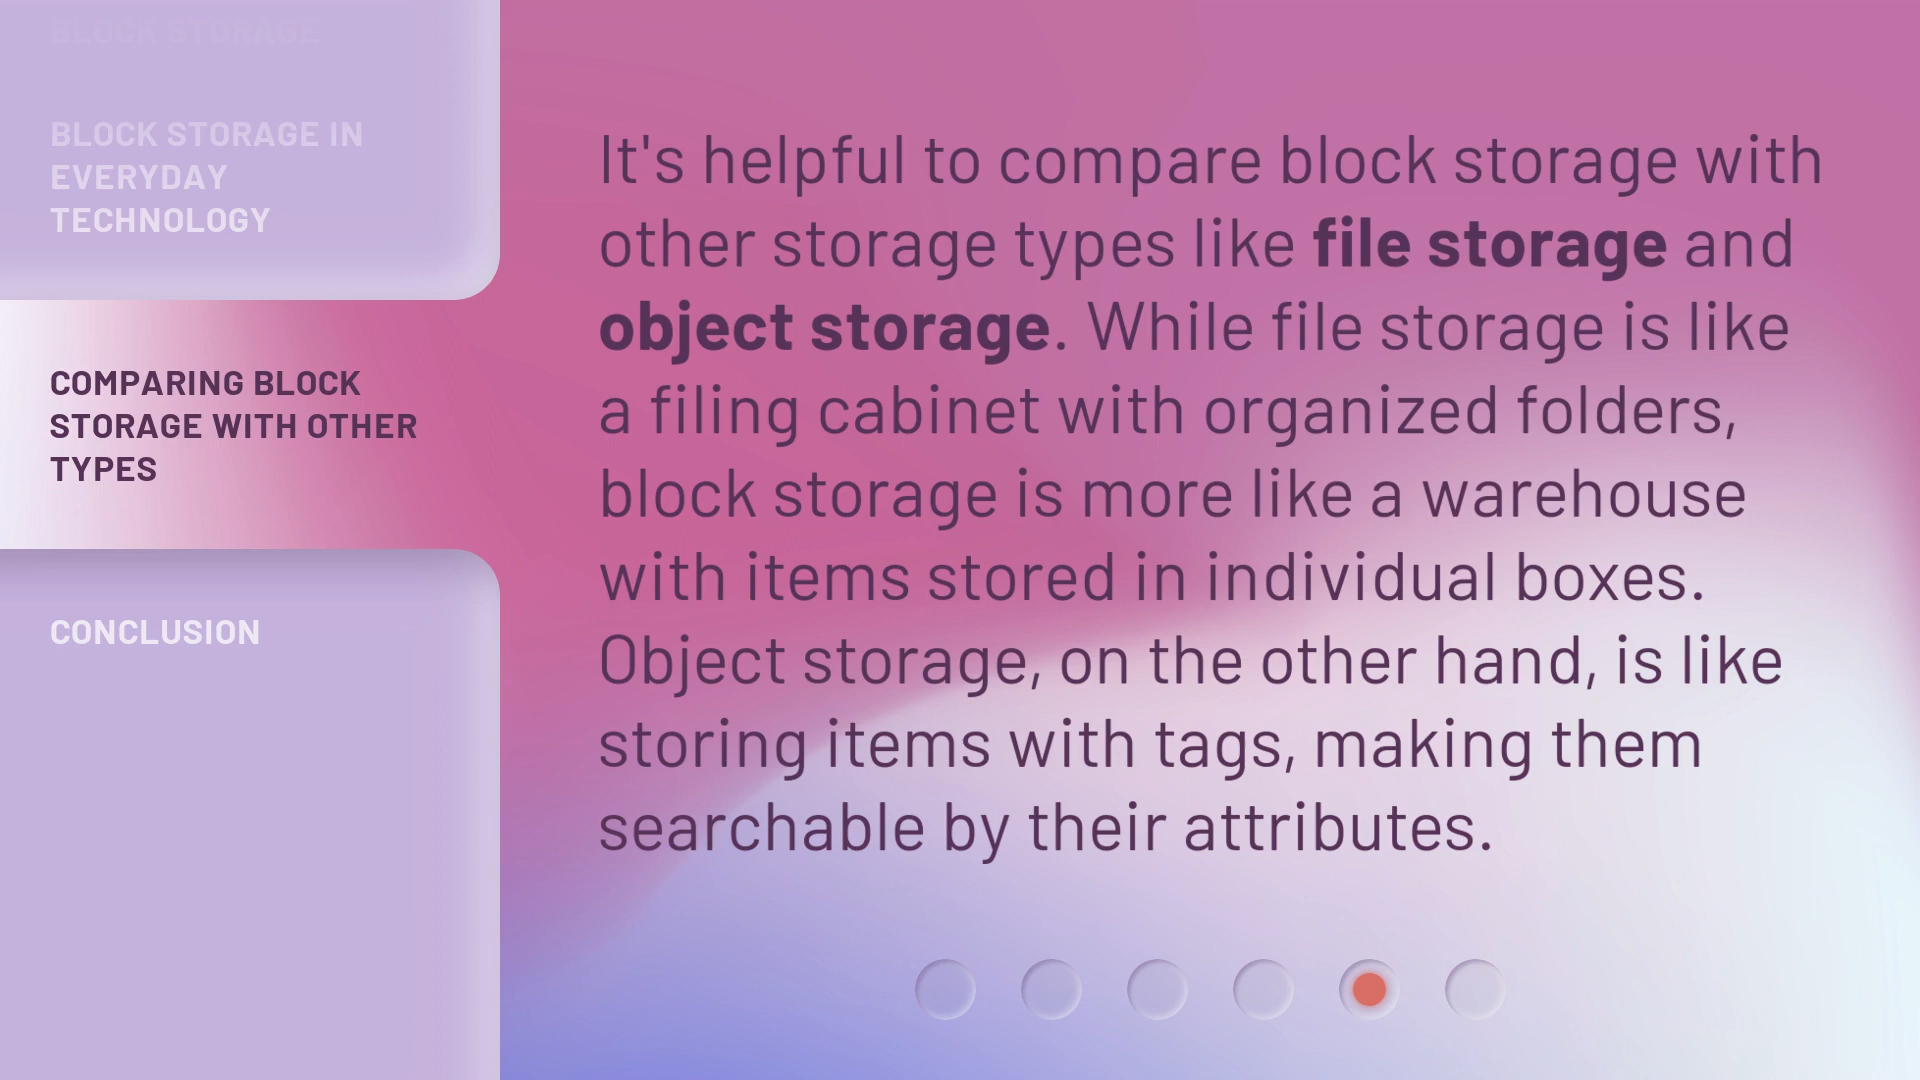 BLOCK STORAGE
BLOCK STORAGE IN
EVERYDAY
TECHNOLOGY
COMPARING BLOCK
STORAGE WITH OTHER
TYPES
CONCLUSION
It's helpful to compare block storage with
other storage types like file storage and
object storage. While file storage is like
a filing cabinet with organized folders,
block storage is more like a warehouse
with items stored in individual boxes.
Object storage, on the other hand, is like
storing items with tags, making them
searchable by their attributes.